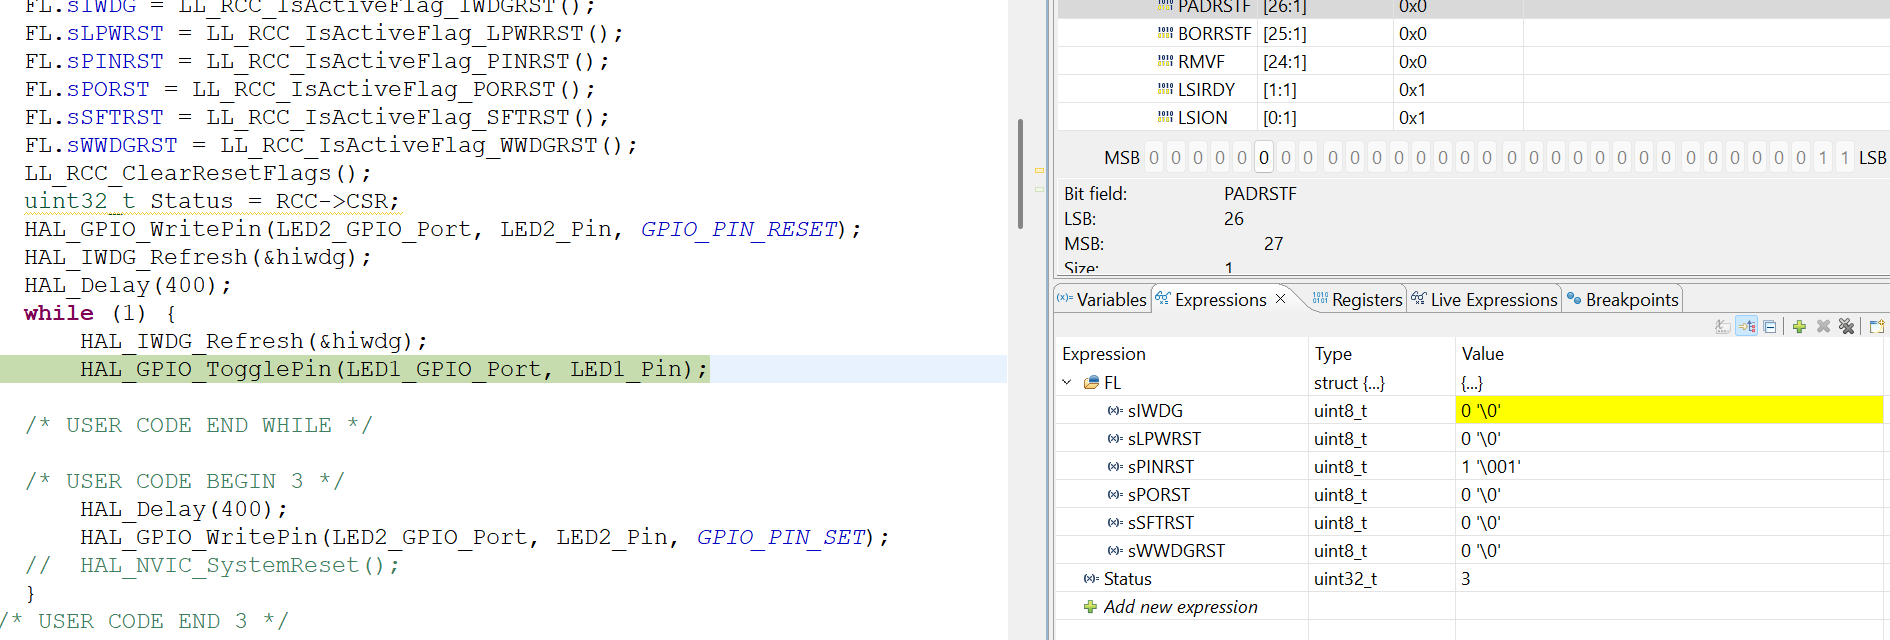 FL.sIWDG = LL_RCC_IsActiveFlag_IWDGRST();
FL.sLPWRST = LL_RCC_IsActiveFlag_LPWRRST();
FL.sPINRST = LL_RCC_IsActiveFlag_PINRST();
FL.sPORST = LL_RCC_IsActiveFlag_PORRST();
FL.sSFTRST = LL_RCC_IsActiveFlag_SFTRST();
FL.sWWDGRST = LL_RCC_IsActiveFlag_WWDGRST();
LL_RCC_ClearResetFlags();
uint32_t Status = RCC->CSR;
HAL_GPIO_WritePin(LED2_GPIO_Port, LED2_Pin, GPIO_PIN_RESET);
HAL_IWDG_Refresh(&hiwdg);
HAL_Delay(400);
while (1) {
HAL_IWDG_Refresh(&hiwdg);
HAL_GPIO_TogglePin(LED1_GPIO_Port, LED1_Pin);
/* USER CODE END WHILE */
/* USER CODE BEGIN 3 */
HAL_Delay(400);
HAL_GPIO_WritePin(LED2_GPIO_Port, LED2_Pin, GPIO_PIN_SET);
// HAL_NVIC_SystemReset();
}
/* USER CODE END 3 */
PADRSTF [26:1] 0x0
BORRSTF [25:1] 0x0
RMVF [24:1] 0x0
LSIRDY [1:1] 0x1
LSION [0:1] 0x1
MSB 0 0 0 0 0 0 0 0 0 0 0 0 0 0 0 0 0 0 0 0 0 0 0 0 0 0 0 0 0 0 1 1 LSB
Bit field: PADRSTF
LSB: 26
MSB: 27
Size: 1
(x)= Variables Expressions Registers Live Expressions Breakpoints
Expression Type Value
FL struct {...} {...}
(x)= sIWDG uint8_t 0 '\0'
(x)= sLPWRST uint8_t 0 '\0'
(x)= sPINRST uint8_t 1 '\001'
(x)= sPORST uint8_t 0 '\0'
(x)= sSFTRST uint8_t 0 '\0'
(x)= sWWDGRST uint8_t 0 '\0'
(x)= Status uint32_t 3
Add new expression